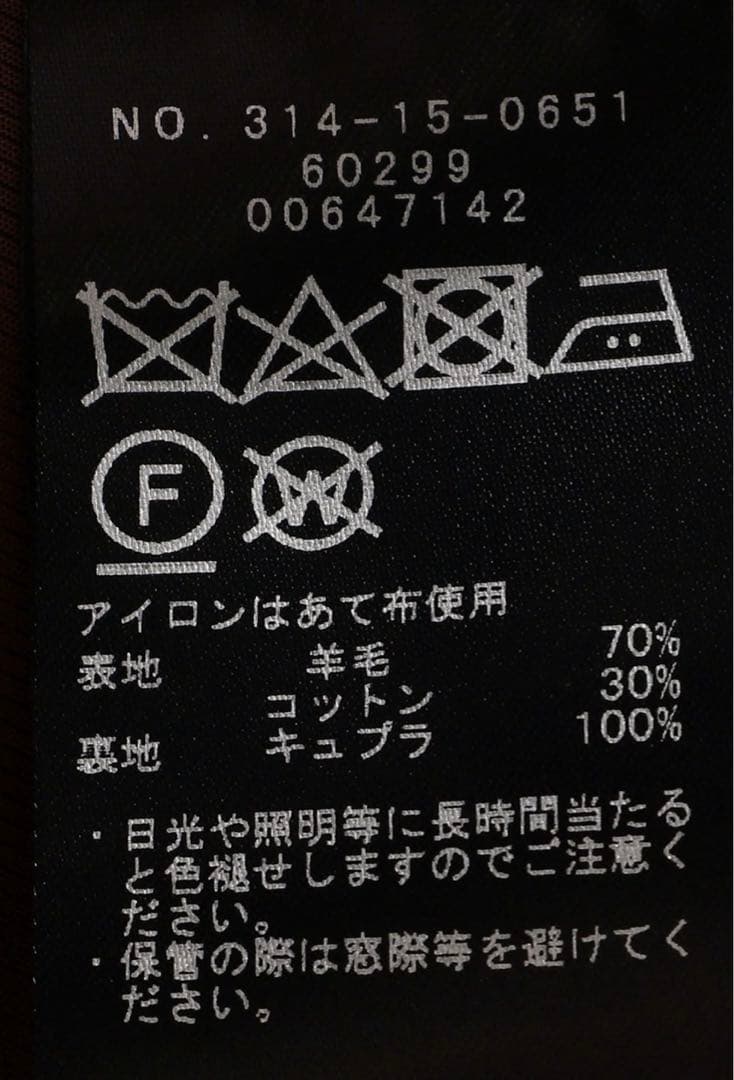 NO. 314-15-0651
60299
00647142
F W
アイロンはあて布使用
表地 羊毛 70%
コットン 30%
裏地 キュプラ 100%
・日光や照明等に長時間当たる
と色褪せしますのでご注意く
ださい。
・保管の際は窓際等を避けてく
ださい。